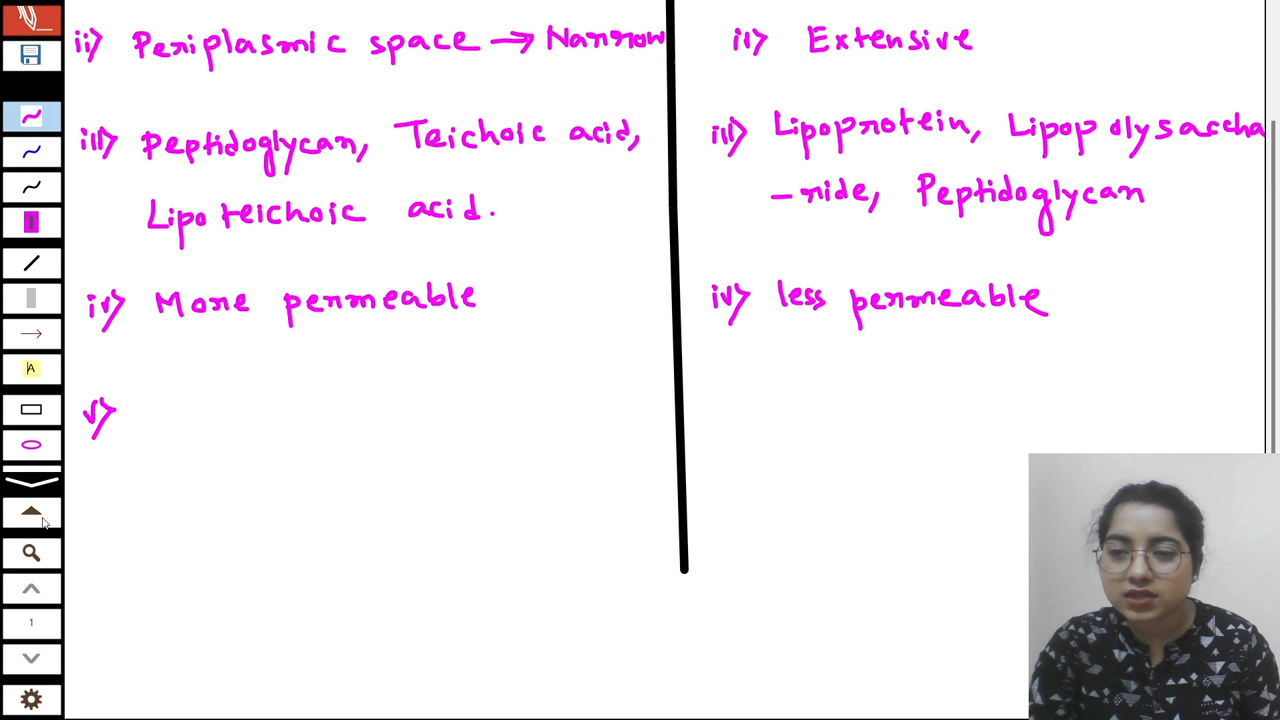 ii) Periplasmic space → Narrow
iii) Peptidoglycan, Teichoic acid,
Lipoteichoic acid.
iv) More permeable
v)
ii) Extensive
iii) Lipoprotein, Lipopolysaccha
-ride, Peptidoglycan
iv) less permeable
A
1